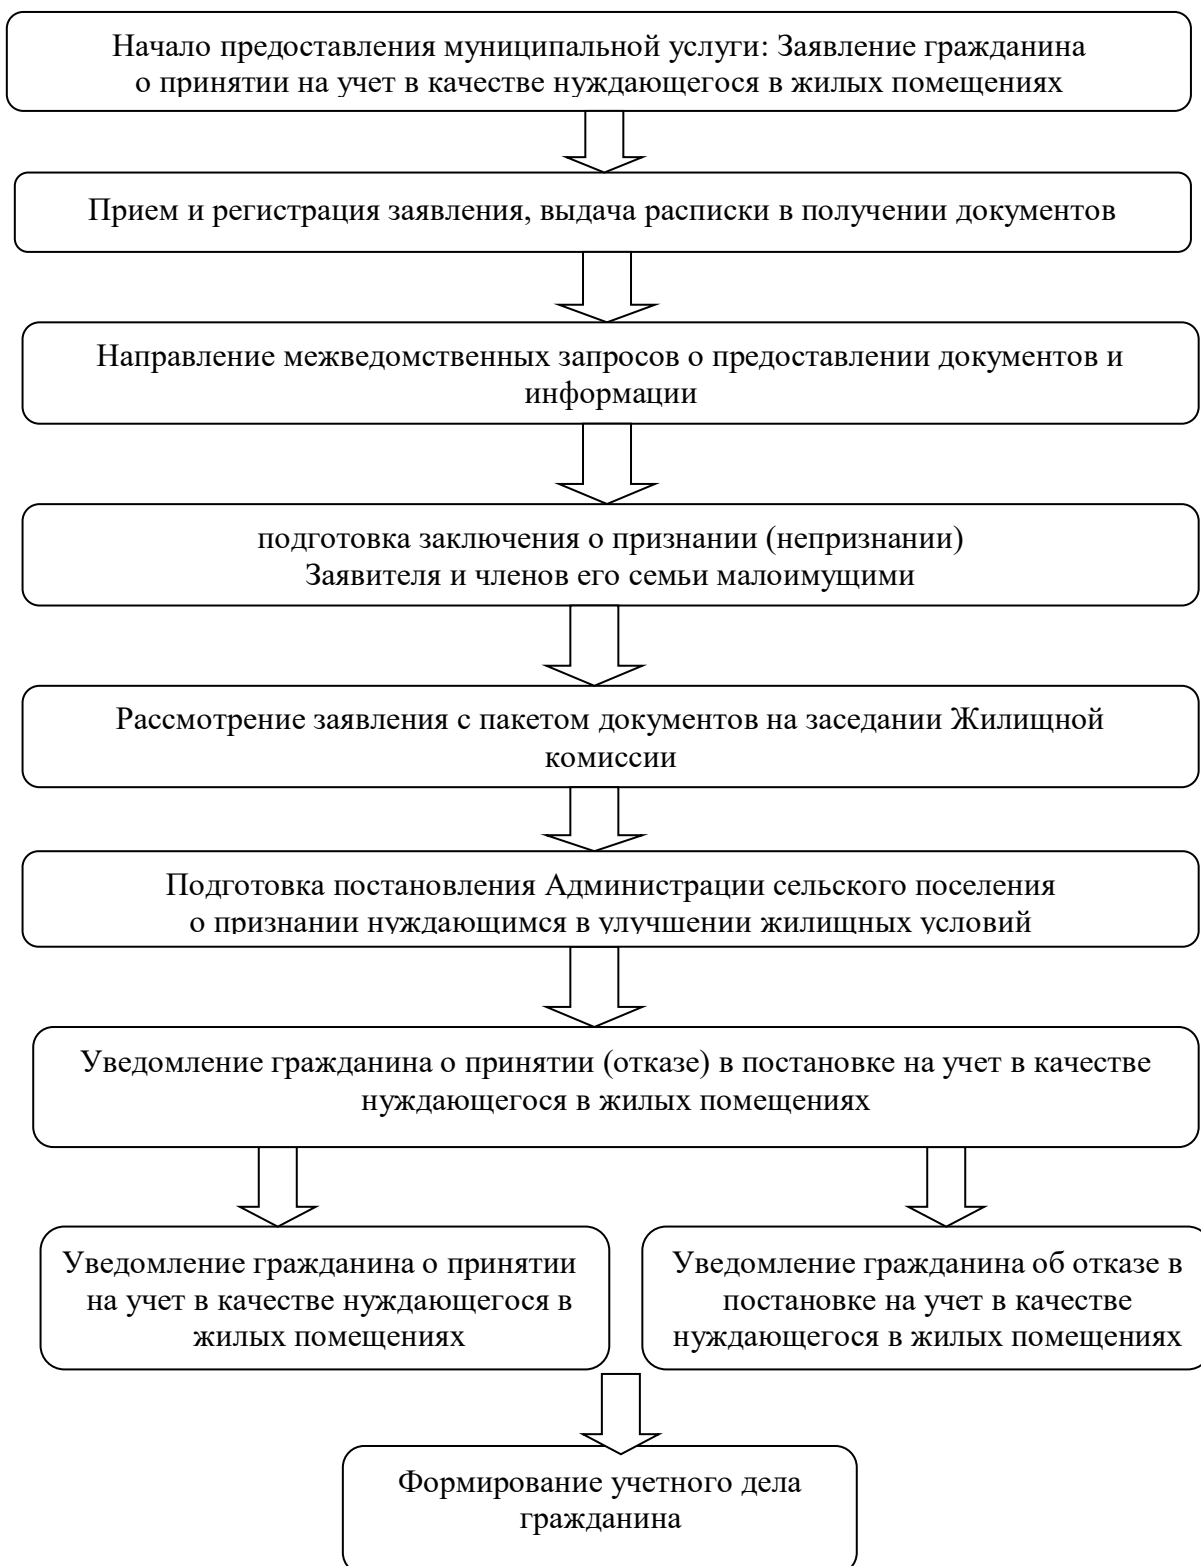 Начало предоставления муниципальной услуги: Заявление гражданина
о принятии на учет в качестве нуждающегося в жилых помещениях
Прием и регистрация заявления, выдача расписки в получении документов
Направление межведомственных запросов о предоставлении документов и
информации
подготовка заключения о признании (непризнании)
Заявителя и членов его семьи малоимущими
Рассмотрение заявления с пакетом документов на заседании Жилищной
комиссии
Подготовка постановления Администрации сельского поселения
о признании нуждающимся в улучшении жилищных условий
Уведомление гражданина о принятии (отказе) в постановке на учет в качестве
нуждающегося в жилых помещениях
Уведомление гражданина о принятии
на учет в качестве нуждающегося в
жилых помещениях
Уведомление гражданина об отказе в
постановке на учет в качестве
нуждающегося в жилых помещениях
Формирование учетного дела
гражданина